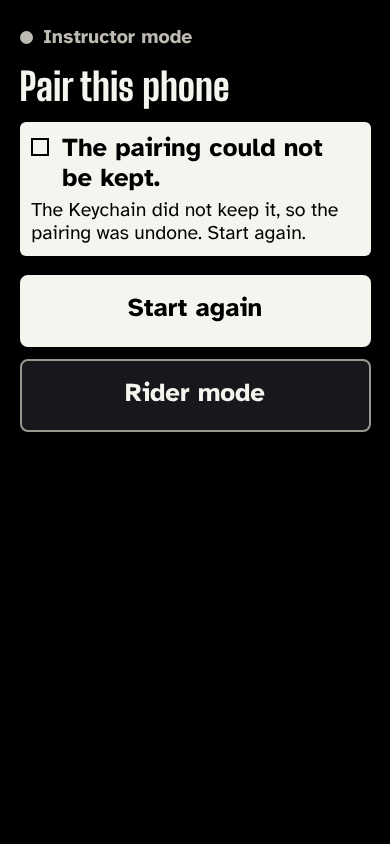 Instructor mode
Pair this phone
The pairing could not
be kept.
The Keychain did not keep it, so the
pairing was undone. Start again.
Start again
Rider mode